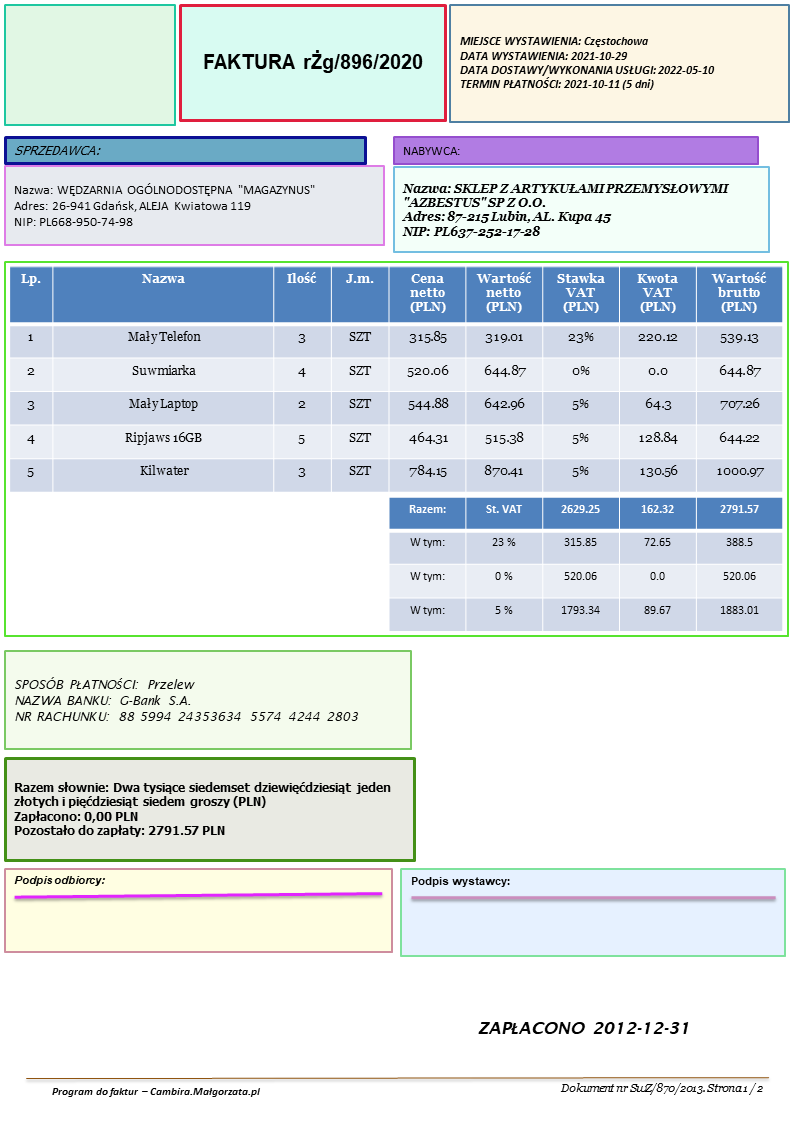 FAKTURA rŻg/896/2020
MIEJSCE WYSTAWIENIA: Częstochowa
DATA WYSTAWIENIA: 2021-10-29
DATA DOSTAWY/WYKONANIA USŁUGI: 2022-05-10
TERMIN PŁATNOŚCI: 2021-10-11 (5 dni)
SPRZEDAWCA:
Nazwa: WĘDZARNIA OGÓLNODOSTĘPNA "MAGAZYNUS"
Adres: 26-941 Gdańsk, ALEJA Kwiatowa 119
NIP: PL668-950-74-98
NABYWCA:
Nazwa: SKLEP Z ARTYKUŁAMI PRZEMYSŁOWYMI
"AZBESTUS" SP Z O.O.
Adres: 87-215 Lubin, AL. Kupa 45
NIP: PL637-252-17-28
Lp. Nazwa Ilość J.m. Cena netto (PLN) Wartość netto (PLN) Stawka VAT (PLN) Kwota VAT (PLN) Wartość brutto (PLN)
1 Mały Telefon 3 SZT 315.85 319.01 23% 220.12 539.13
2 Suwmiarka 4 SZT 520.06 644.87 0% 0.0 644.87
3 Mały Laptop 2 SZT 544.88 642.96 5% 64.3 707.26
4 Ripjaws 16GB 5 SZT 464.31 515.38 5% 128.84 644.22
5 Kilwater 3 SZT 784.15 870.41 5% 130.56 1000.97
Razem: St. VAT 2629.25 162.32 2791.57
W tym: 23 % 315.85 72.65 388.5
W tym: 0 % 520.06 0.0 520.06
W tym: 5 % 1793.34 89.67 1883.01
SPOSÓB PŁATNOŚCI: Przelew
NAZWA BANKU: G-Bank S.A.
NR RACHUNKU: 88 5994 24353634 5574 4244 2803
Razem słownie: Dwa tysiące siedemset dziewięćdziesiąt jeden
złotych i pięćdziesiąt siedem groszy (PLN)
Zapłacono: 0,00 PLN
Pozostało do zapłaty: 2791.57 PLN
Podpis odbiorcy:
Podpis wystawcy:
ZAPŁACONO 2012-12-31
Program do faktur – Cambira.Małgorzata.pl
Dokument nr SuZ/870/2013. Strona 1 / 2